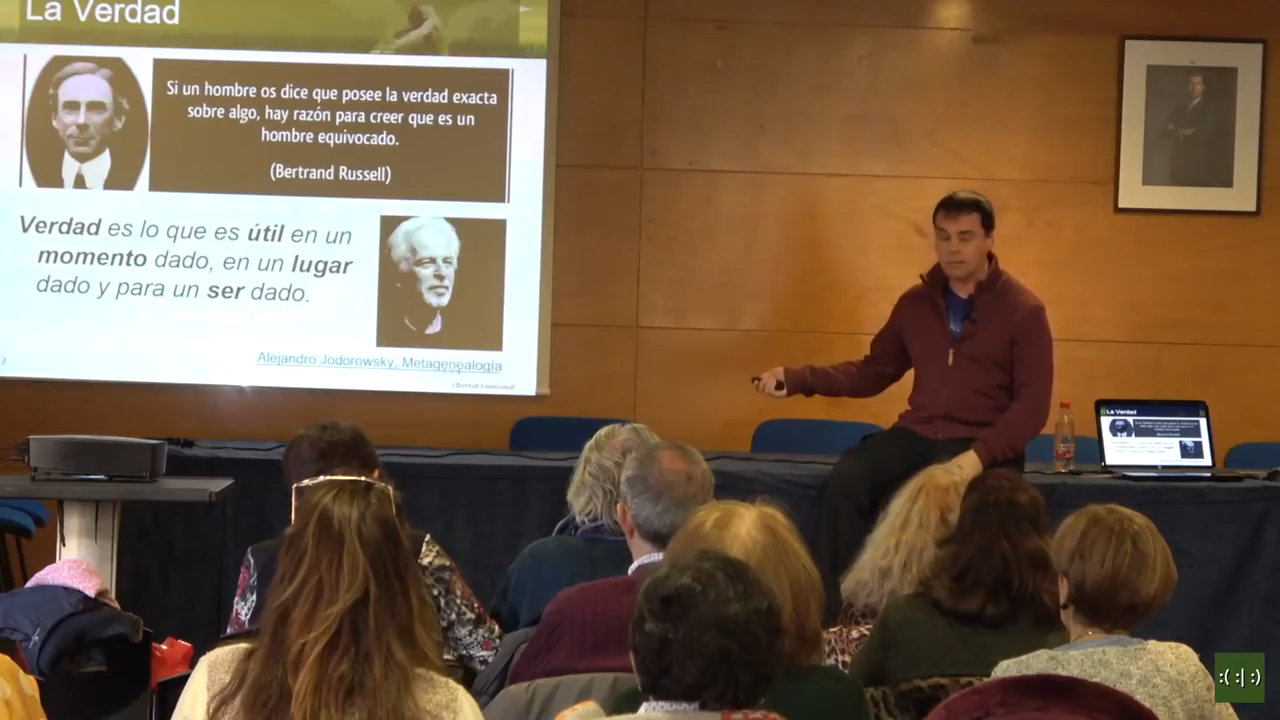 La Verdad
Si un hombre os dice que posee la verdad exacta
sobre algo, hay razón para creer que es un
hombre equivocado.
(Bertrand Russell)
Verdad es lo que es útil en un
momento dado, en un lugar
dado y para un ser dado.
Alejandro Jodorowsky, Metagenealogía
La Verdad
:( :| :)